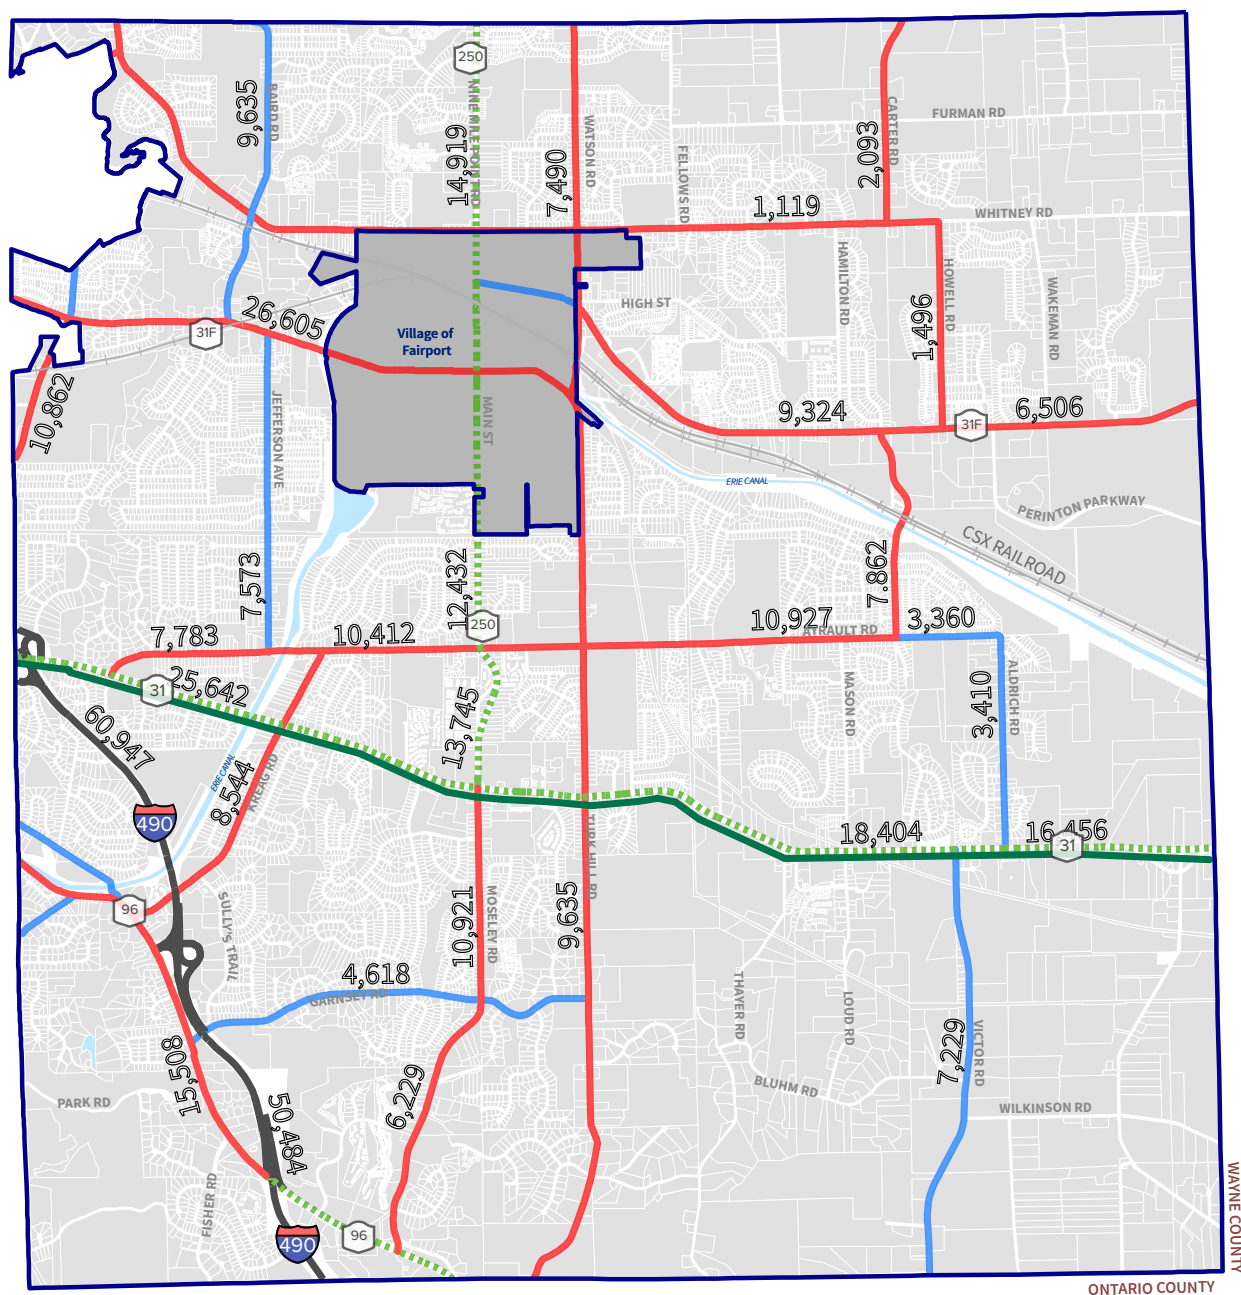 250
9,635
BAIRD RD
14,919
NINE MILE POINT RD
7,490
WATSON RD
FELLOWS RD
2,093
CARTER RD
FURMAN RD
1,119
WHITNEY RD
HAMILTON RD
HOWELL RD
WAKEMAN RD
1,496
HIGH ST
26,605
31F
Village of
Fairport
10,862
JEFFERSON AVE
MAIN ST
9,324
31F
6,506
ERIE CANAL
PERINTON PARKWAY
CSX RAILROAD
7,573
12,432
250
7.862
7,783
10,412
10,927
AYRAULT RD
3,360
25,642
31
13,745
MASON RD
3,410
ALDRICH RD
60,947
ERIE CANAL
8,544
KREAG RD
490
18,404
16,456
31
TURK HILL RD
96
SULLY'S TRAIL
10,921
MOSELEY RD
9,635
4,618
GARNSEY RD
THAYER RD
LOUD RD
7,229
VICTOR RD
15,508
PARK RD
BLUHM RD
WILKINSON RD
50,484
6,229
FISHER RD
490
96
WAYNE COUNTY
ONTARIO COUNTY